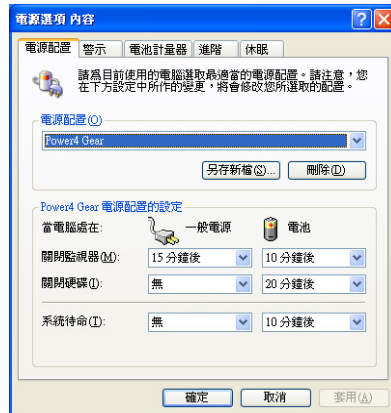 電源選項 內容
電源配置 警示 電池計量器 進階 休眠
請為目前使用的電腦選取最適當的電源配置。請注意，您
在下方設定中所作的變更，將會修改您所選取的配置。
電源配置(O)
Power4 Gear
另存新檔(S)... 刪除(D)
Power4 Gear 電源配置的設定
當電腦處在: 一般電源 電池
關閉監視器(M): 15 分鐘後 10 分鐘後
關閉硬碟(I): 無 20 分鐘後
系統待命(T): 無 10 分鐘後
確定 取消 套用(A)